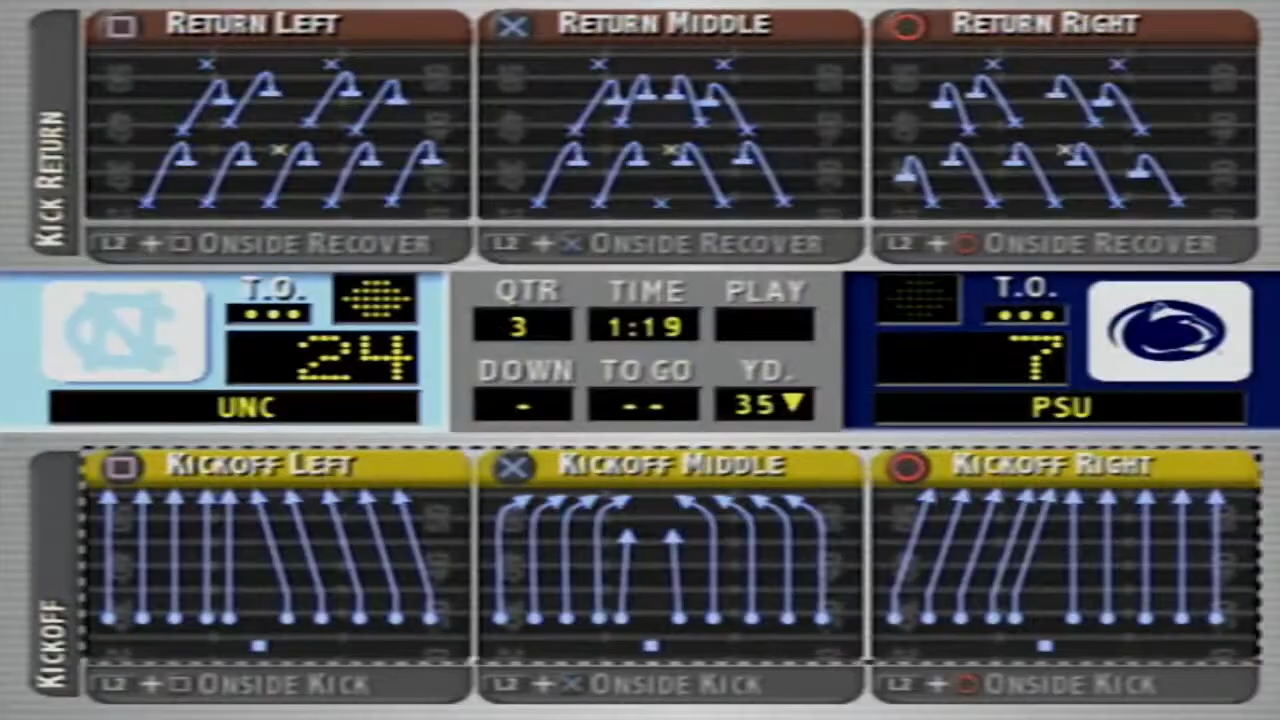 RETURN LEFT
RETURN MIDDLE
RETURN RIGHT
KICK RETURN
L2 + □ ONSIDE RECOVER
L2 + X ONSIDE RECOVER
L2 + O ONSIDE RECOVER
T.O.
24
NC
UNC
QTR TIME PLAY
3 1:19
DOWN TO GO YD.
- -- 35▼
T.O.
7
PSU
KICKOFF LEFT
KICKOFF MIDDLE
KICKOFF RIGHT
KICKOFF
L2 + □ ONSIDE KICK
L2 + X ONSIDE KICK
L2 + O ONSIDE KICK